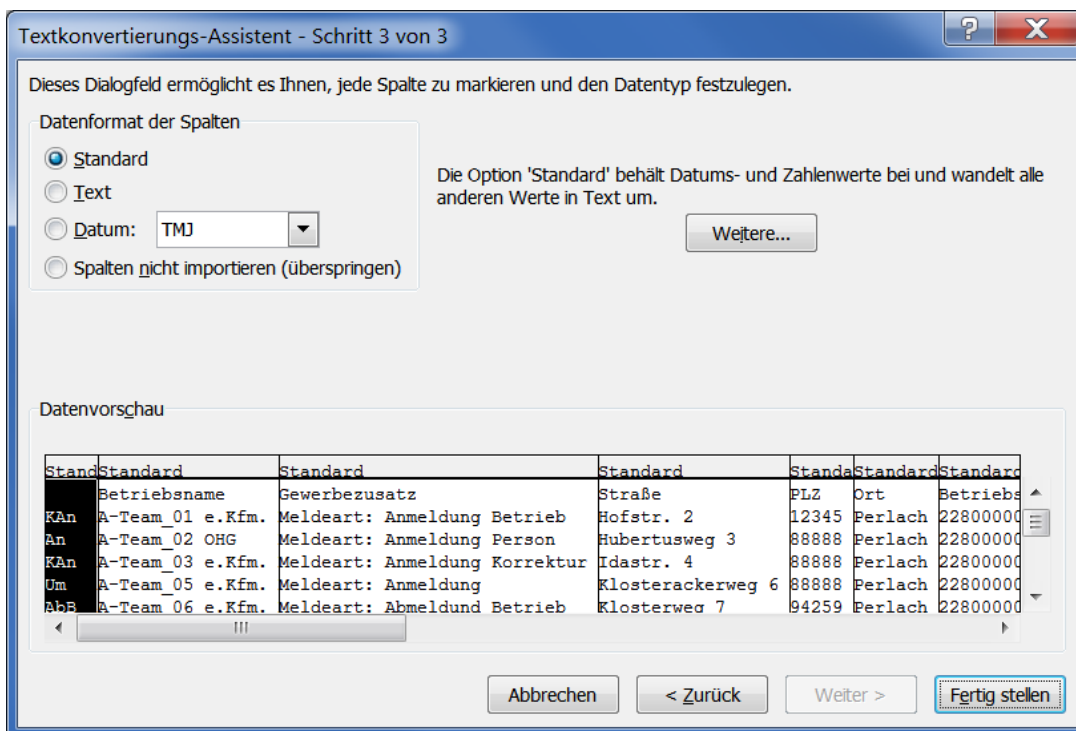 Textkonvertierungs-Assistent - Schritt 3 von 3
Dieses Dialogfeld ermöglicht es Ihnen, jede Spalte zu markieren und den Datentyp festzulegen.
Datenformat der Spalten
Standard
Text
Datum: TMJ
Spalten nicht importieren (überspringen)
Die Option 'Standard' behält Datums- und Zahlenwerte bei und wandelt alle
anderen Werte in Text um.
Weitere...
Datenvorschau
Stand Standard Standard Standard Standa Standard Standard
Betriebsname Gewerbezusatz Straße PLZ Ort Betriebs
KAn A-Team_01 e.Kfm. Meldeart: Anmeldung Betrieb Hofstr. 2 12345 Perlach 22800000
An A-Team_02 OHG Meldeart: Anmeldung Person Hubertusweg 3 88888 Perlach 22800000
KAn A-Team_03 e.Kfm. Meldeart: Anmeldung Korrektur Idastr. 4 88888 Perlach 22800000
Um A-Team_05 e.Kfm. Meldeart: Anmeldung Klosterackerweg 6 88888 Perlach 22800000
AbB A-Team_06 e.Kfm. Meldeart: Abmeldund Betrieb Klosterweg 7 94259 Perlach 22800000
Abbrechen < Zurück Weiter > Fertig stellen